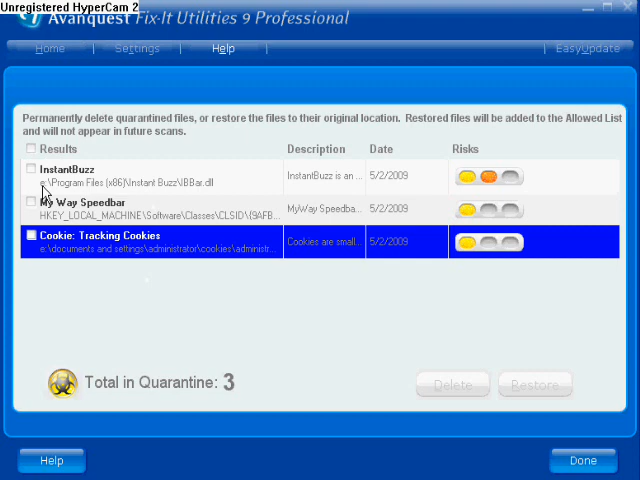 Unregistered HyperCam 2
Avanquest Fix-It Utilities 9 Professional
Home | Settings | Help | | EasyUpdate
Permanently delete quarantined files, or restore the files to their original location. Restored files will be added to the Allowed List
and will not appear in future scans.
Results Description Date Risks
InstantBuzz
e:\Program Files (x86)\Instant Buzz\IBBar.dll InstantBuzz is an ... 5/2/2009
My Way Speedbar
HKEY_LOCAL_MACHINE\Software\Classes\CLSID\{9AFB... MyWay Speedba... 5/2/2009
Cookie: Tracking Cookies
e:\documents and settings\administrator\cookies\administr... Cookies are small... 5/2/2009
Total in Quarantine: 3
Delete Restore
Help Done